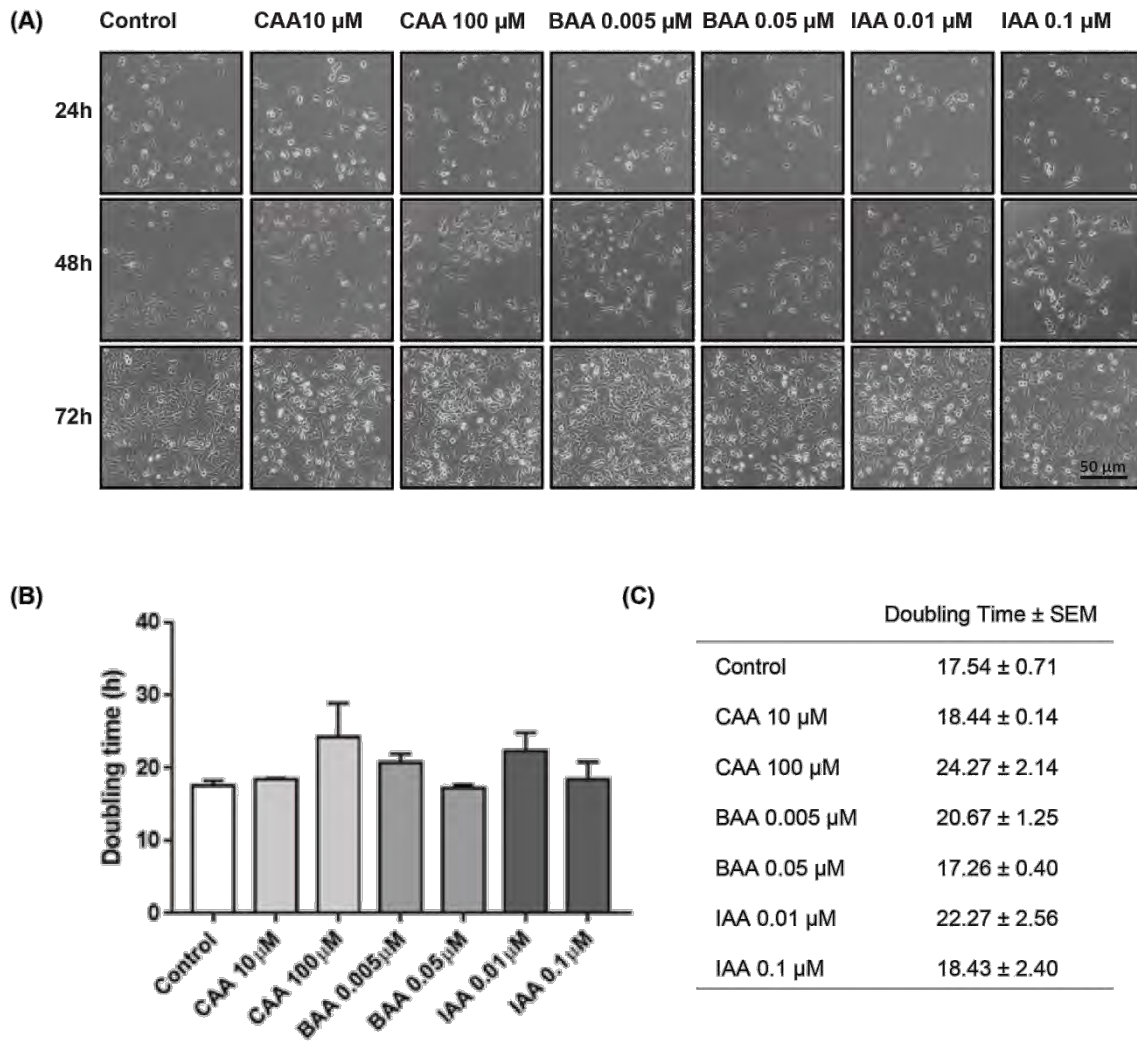 (A)
Control CAA10 µM CAA 100 µM BAA 0.005 µM BAA 0.05 µM IAA 0.01 µM IAA 0.1 µM
24h
48h
72h
50 µm
(B)
Doubling time (h)
40
30
20
10
0
Control
CAA 10µM
CAA 100µM
BAA 0.005µM
BAA 0.05µM
IAA 0.01µM
IAA 0.1µM
(C)
Doubling Time ± SEM
Control 17.54 ± 0.71
CAA 10 µM 18.44 ± 0.14
CAA 100 µM 24.27 ± 2.14
BAA 0.005 µM 20.67 ± 1.25
BAA 0.05 µM 17.26 ± 0.40
IAA 0.01 µM 22.27 ± 2.56
IAA 0.1 µM 18.43 ± 2.40